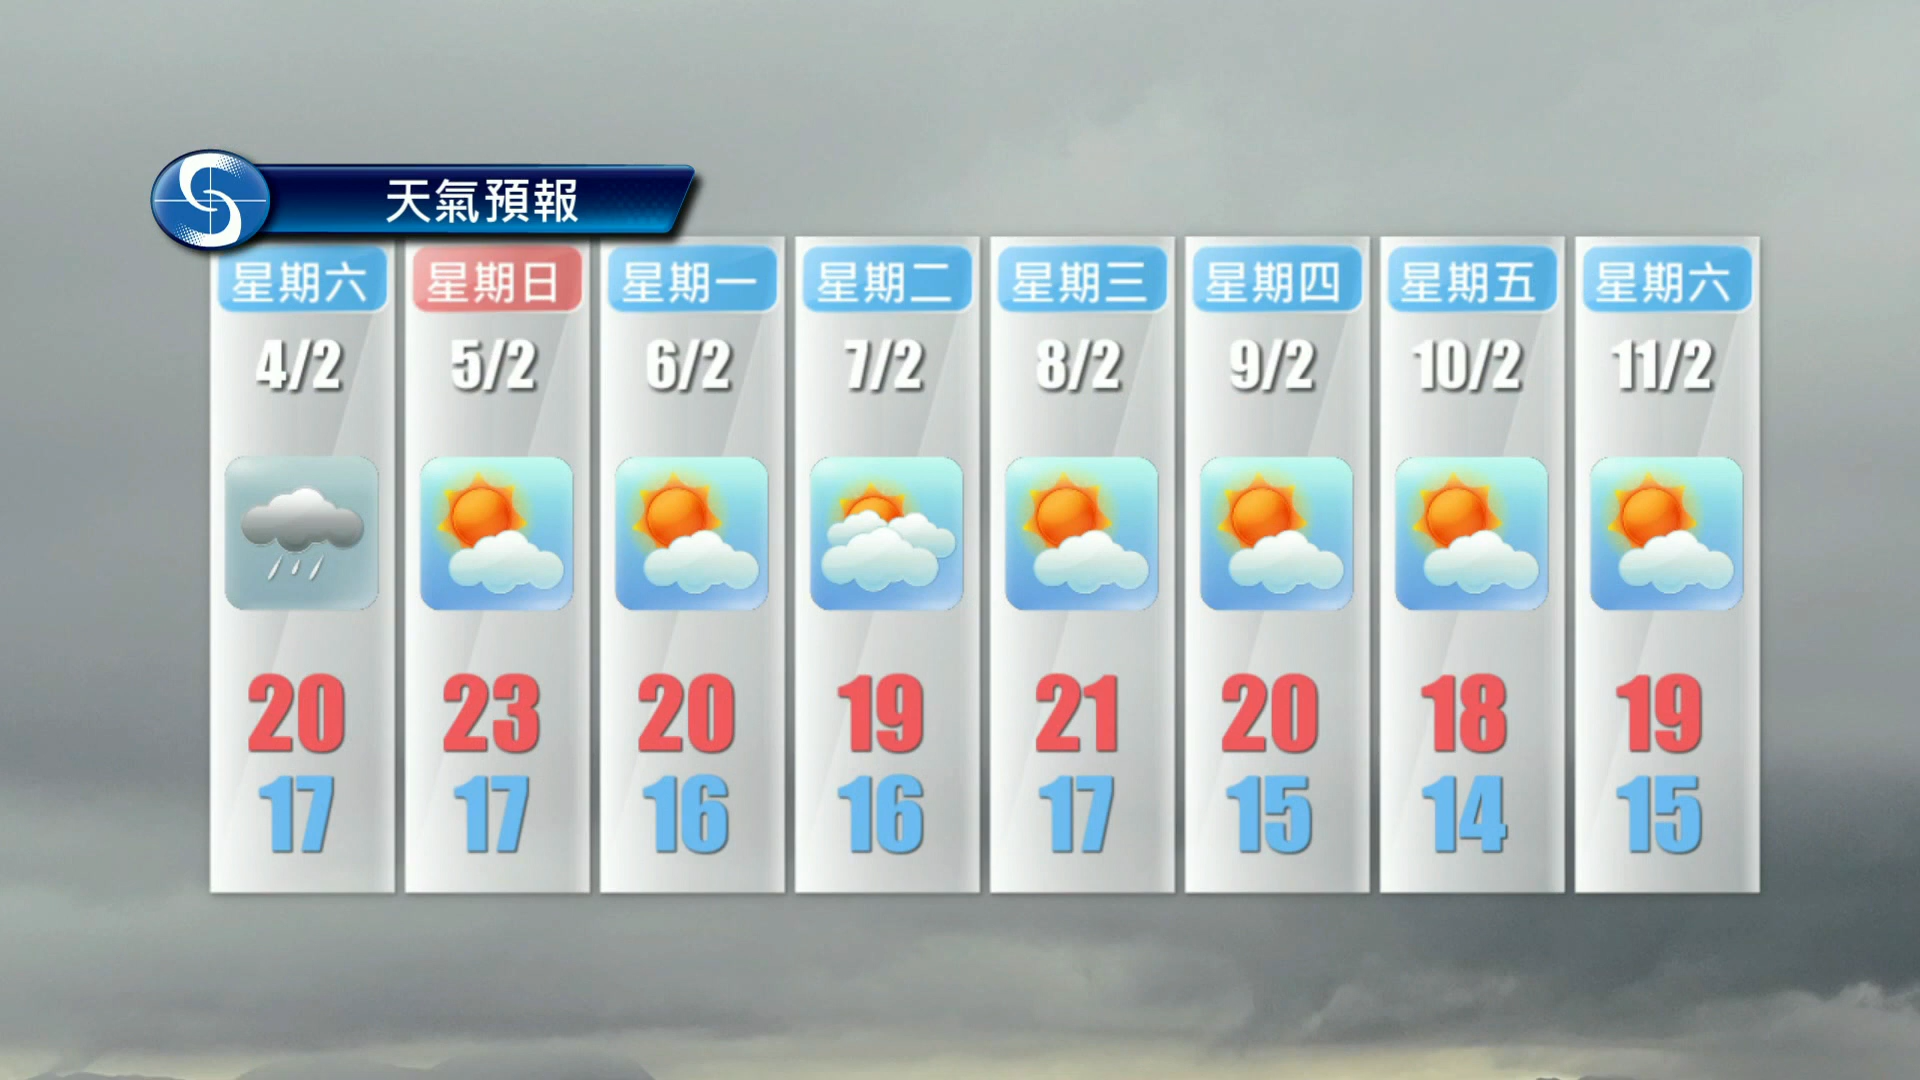 天氣預報
星期六 星期日 星期一 星期二 星期三 星期四 星期五 星期六
4/2 5/2 6/2 7/2 8/2 9/2 10/2 11/2
20 23 20 19 21 20 18 19
17 17 16 16 17 15 14 15